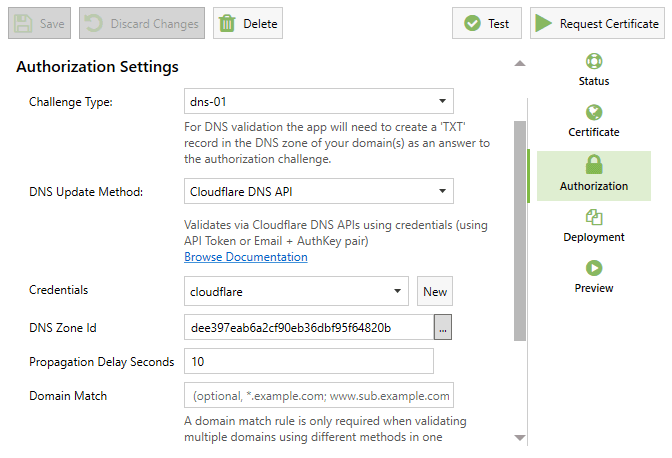 Save
Discard Changes
Delete
Test
Request Certificate
Authorization Settings
Challenge Type:
dns-01
For DNS validation the app will need to create a 'TXT'
record in the DNS zone of your domain(s) as an answer to
the authorization challenge.
DNS Update Method:
Cloudflare DNS API
Validates via Cloudflare DNS APIs using credentials (using
API Token or Email + AuthKey pair)
Browse Documentation
Credentials
cloudflare
New
DNS Zone Id
dee397eab6a2cf90eb36dbf95f64820b
...
Propagation Delay Seconds
10
Domain Match
(optional, *.example.com; www.sub.example.com
A domain match rule is only required when validating
multiple domains using different methods in one
Status
Certificate
Authorization
Deployment
Preview